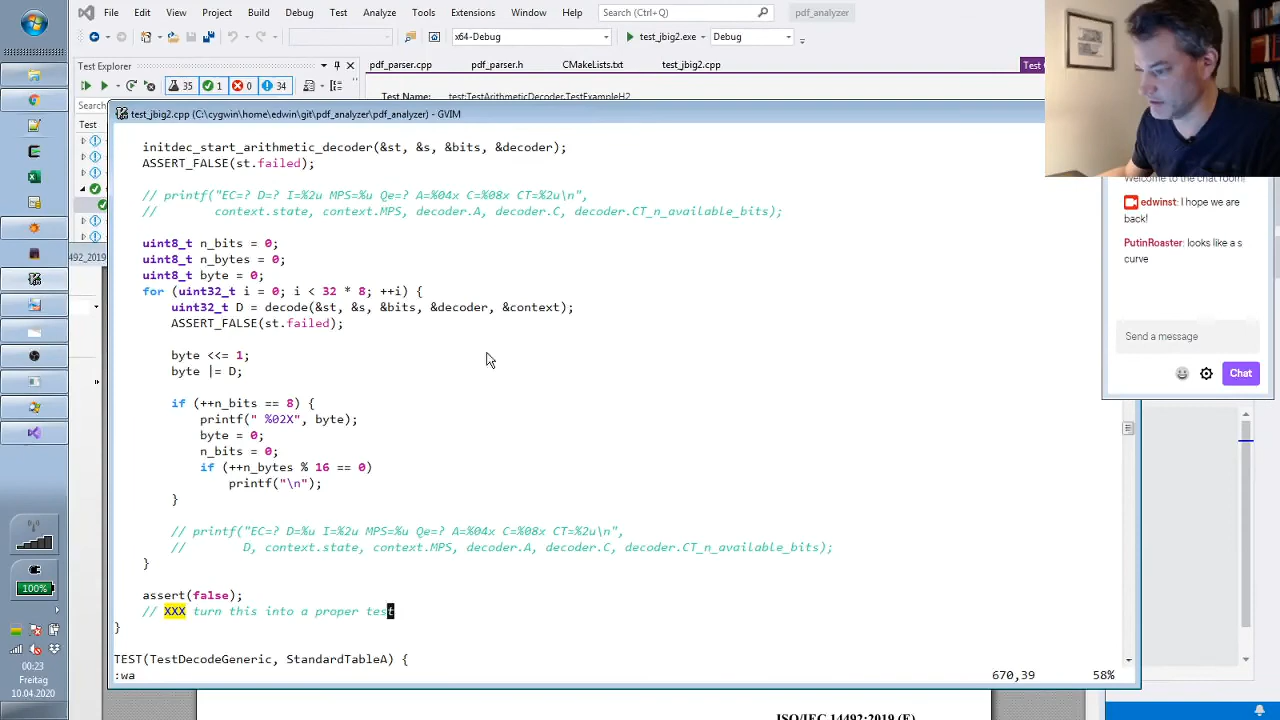 File Edit View Project Build Debug Test Analyze Tools Extensions Window Help Search (Ctrl+Q) pdf_analyzer
x64-Debug test_jbig2.exe Debug
Test Explorer
pdf_parser.cpp pdf_parser.h CMakeLists.txt test_jbig2.cpp Test
35 1 0 34
Test Name: test:TestArithmeticDecoder.TestExampleH2
Search
Test
test_jbig2.cpp (C:\cygwin\home\edwin\git\pdf_analyzer\pdf_analyzer) - GVIM
initdec_start_arithmetic_decoder(&st, &s, &bits, &decoder);
ASSERT_FALSE(st.failed);
// printf("EC=? D=? I=%2u MPS=%u Qe=? A=%04x C=%08x CT=%2u\n",
// context.state, context.MPS, decoder.A, decoder.C, decoder.CT_n_available_bits);
uint8_t n_bits = 0;
uint8_t n_bytes = 0;
uint8_t byte = 0;
for (uint32_t i = 0; i < 32 * 8; ++i) {
uint32_t D = decode(&st, &s, &bits, &decoder, &context);
ASSERT_FALSE(st.failed);
byte <<= 1;
byte |= D;
if (++n_bits == 8) {
printf(" %02X", byte);
byte = 0;
n_bits = 0;
if (++n_bytes % 16 == 0)
printf("\n");
}
// printf("EC=? D=%u I=%2u MPS=%u Qe=? A=%04x C=%08x CT=%2u\n",
// D, context.state, context.MPS, decoder.A, decoder.C, decoder.CT_n_available_bits);
}
assert(false);
// XXX turn this into a proper test
}
TEST(TestDecodeGeneric, StandardTableA) {
:wa 670,39 58%
Welcome to the chat room!
edwinst: I hope we are
back!
PutinRoaster: looks like a s
curve
Send a message
Chat
492_2019
100%
00:23
Freitag
10.04.2020
ISO/IEC 14492:2019 (E)